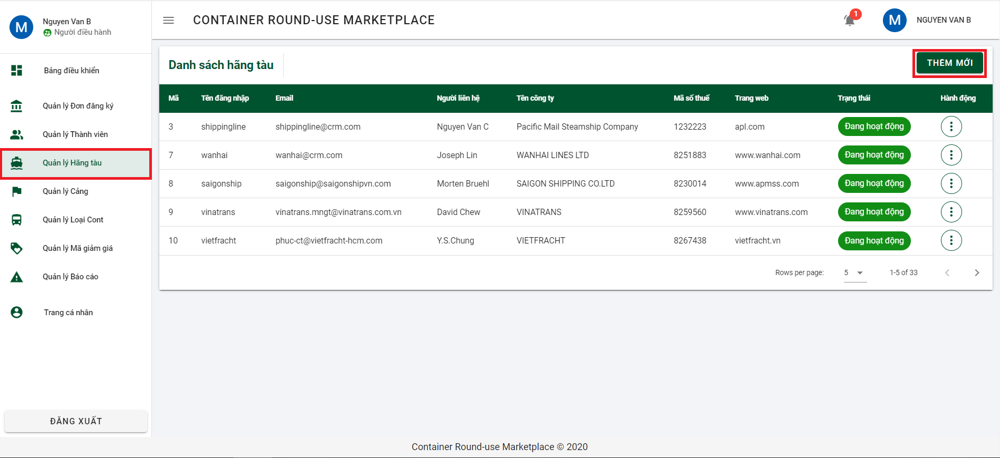 M
Nguyen Van B
Người điều hành
CONTAINER ROUND-USE MARKETPLACE
1
M
NGUYEN VAN B
Bảng điều khiển
Quản lý Đơn đăng ký
Quản lý Thành viên
Quản lý Hãng tàu
Quản lý Cảng
Quản lý Loại Cont
Quản lý Mã giảm giá
Quản lý Báo cáo
Trang cá nhân
ĐĂNG XUẤT
Danh sách hãng tàu
THÊM MỚI
Mã Tên đăng nhập Email Người liên hệ Tên công ty Mã số thuế Trang web Trạng thái Hành động
3 shippingline shippingline@crm.com Nguyen Van C Pacific Mail Steamship Company 1232223 apl.com Đang hoạt động
7 wanhai wanhai@crm.com Joseph Lin WANHAI LINES LTD 8251883 www.wanhai.com Đang hoạt động
8 saigonship saigonship@saigonshipvn.com Morten Bruehl SAIGON SHIPPING CO.LTD 8230014 www.apmss.com Đang hoạt động
9 vinatrans vinatrans.mngt@vinatrans.com.vn David Chew VINATRANS 8259560 www.vinatrans.com Đang hoạt động
10 vietfracht phuc-ct@vietfracht-hcm.com Y.S.Chung VIETFRACHT 8267438 vietfracht.vn Đang hoạt động
Rows per page: 5 1-5 of 33
Container Round-use Marketplace © 2020